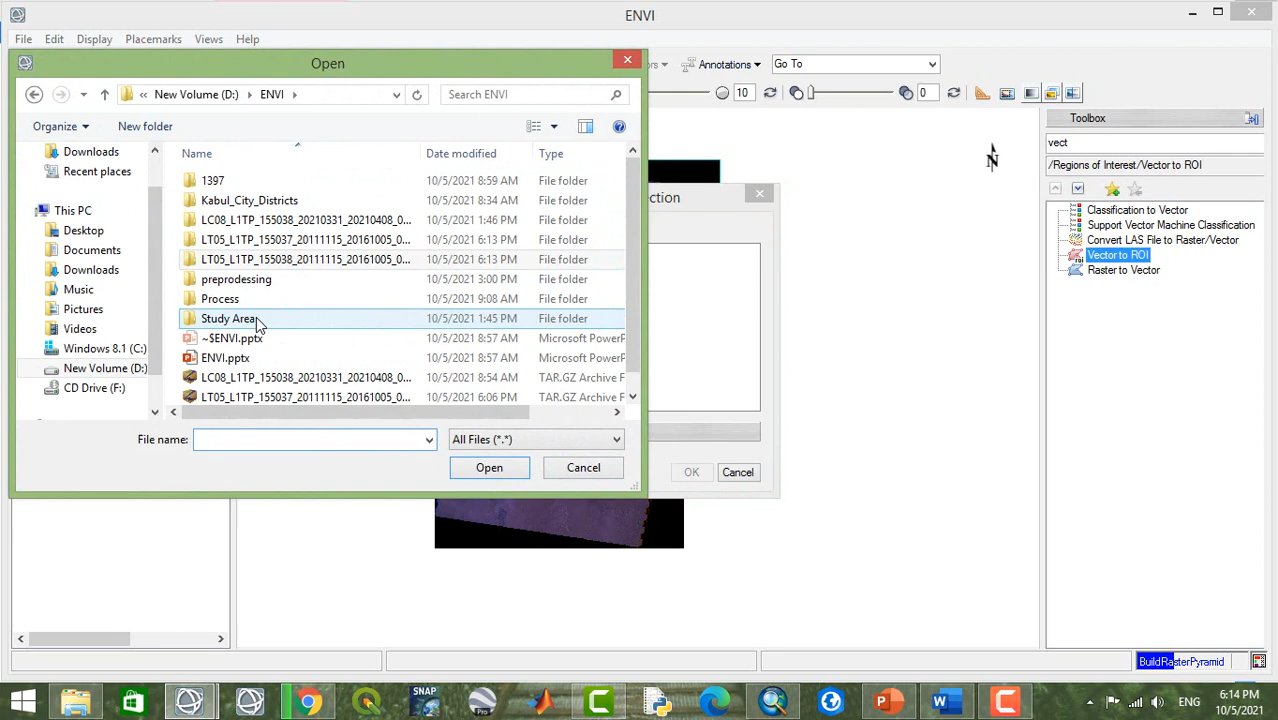 ENVI
File Edit Display Placemarks Views Help
Open
Annotations Go To
New Volume (D:) ENVI Search ENVI
10 0
Organize New folder
Toolbox
vect
/Regions of Interest/Vector to ROI
Name Date modified Type
Downloads
Recent places
This PC
Desktop
Documents
Downloads
Music
Pictures
Videos
Windows 8.1 (C:)
New Volume (D:)
CD Drive (F:)
1397 10/5/2021 8:59 AM File folder
Kabul_City_Districts 10/5/2021 8:34 AM File folder
LC08_L1TP_155038_20210331_20210408_0... 10/5/2021 1:46 PM File folder
LT05_L1TP_155037_20111115_20161005_0... 10/5/2021 6:13 PM File folder
LT05_L1TP_155038_20111115_20161005_0... 10/5/2021 6:13 PM File folder
preprodessing 10/5/2021 3:00 PM File folder
Process 10/5/2021 9:08 AM File folder
Study Area 10/5/2021 1:45 PM File folder
~$ENVI.pptx 10/5/2021 8:57 AM Microsoft PowerP
ENVI.pptx 10/5/2021 8:57 AM Microsoft PowerP
LC08_L1TP_155038_20210331_20210408_0... 10/5/2021 8:54 AM TAR.GZ Archive F
LT05_L1TP_155037_20111115_20161005_0... 10/5/2021 6:06 PM TAR.GZ Archive F
File name: All Files (*.*)
Open Cancel
OK Cancel
Classification to Vector
Support Vector Machine Classification
Convert LAS File to Raster/Vector
Vector to ROI
Raster to Vector
N
BuildRasterPyramid
SNAP
Pro
ENG
6:14 PM
10/5/2021